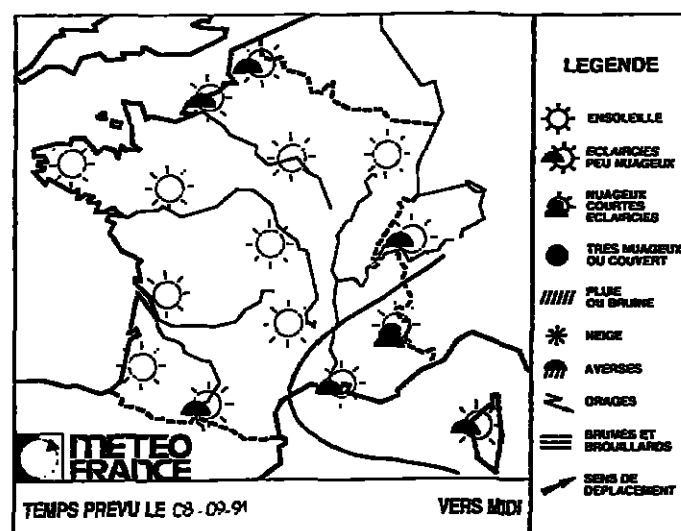 LEGENDE
ENSOLEILLE
ECLAIRCIES
PEU NUAGEUX
NUAGEUX
COURTES
ECLAIRCIES
TRES NUAGEUX
OU COUVERT
PLUIE
OU BRUINE
NEIGE
AVERSES
ORAGES
BRUMES ET
BROUILLARDS
SENS DE
DEPLACEMENT
METEO
FRANCE
TEMPS PREVU LE 08-09-91 VERS MIDI